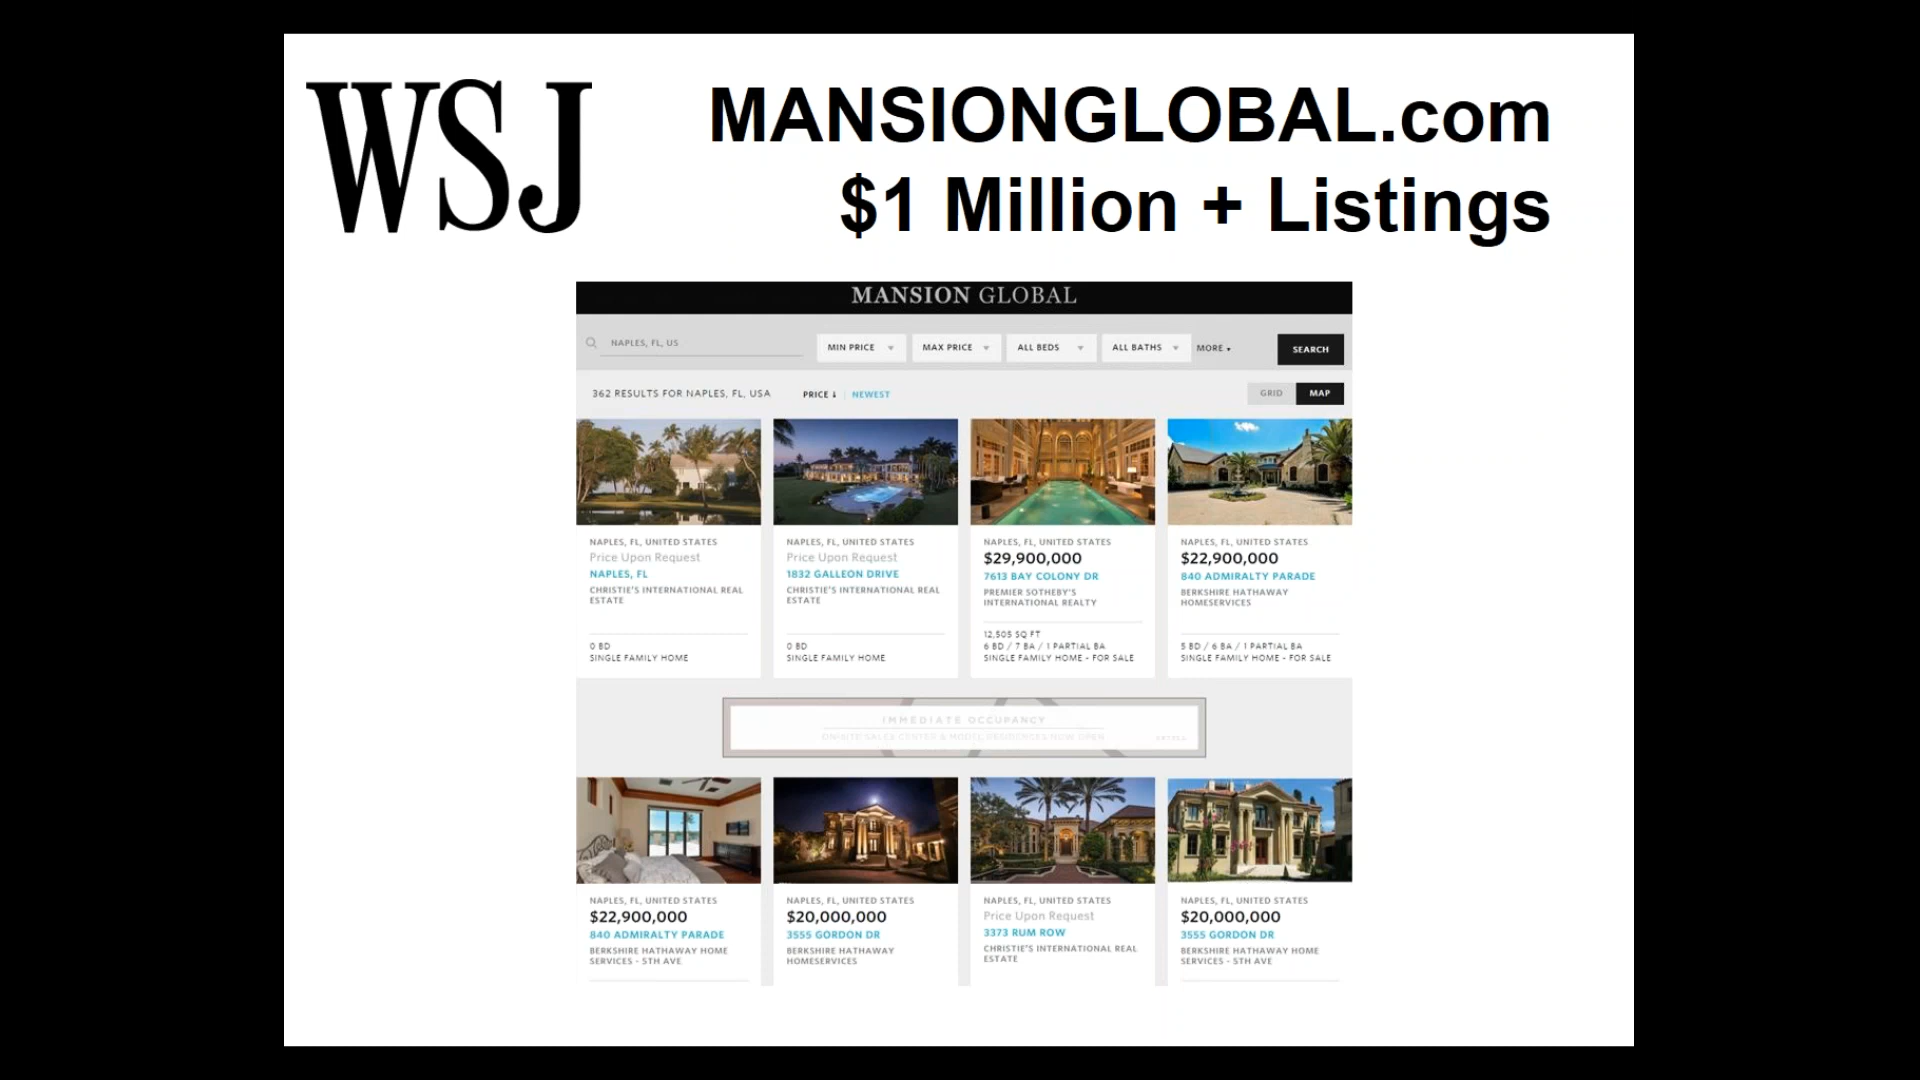 WSJ
MANSIONGLOBAL.com
$1 Million + Listings
MANSION GLOBAL
NAPLES, FL, US
MIN PRICE
MAX PRICE
ALL BEDS
ALL BATHS
MORE
SEARCH
362 RESULTS FOR NAPLES, FL, USA
PRICE
NEWEST
GRID
MAP
NAPLES, FL, UNITED STATES
Price Upon Request
NAPLES, FL
CHRISTIE'S INTERNATIONAL REAL
ESTATE
0 BD
SINGLE FAMILY HOME
NAPLES, FL, UNITED STATES
Price Upon Request
1832 GALLEON DRIVE
CHRISTIE'S INTERNATIONAL REAL
ESTATE
0 BD
SINGLE FAMILY HOME
NAPLES, FL, UNITED STATES
$29,900,000
7613 BAY COLONY DR
PREMIER SOTHEBY'S
INTERNATIONAL REALTY
12,505 SQ FT
6 BD / 7 BA / 1 PARTIAL BA
SINGLE FAMILY HOME - FOR SALE
NAPLES, FL, UNITED STATES
$22,900,000
840 ADMIRALTY PARADE
BERKSHIRE HATHAWAY
HOMESERVICES
5 BD / 6 BA / 1 PARTIAL BA
SINGLE FAMILY HOME - FOR SALE
IMMEDIATE OCCUPANCY
ON-SITE SALES CENTER & MODEL RESIDENCES NOW OPEN
NAPLES, FL, UNITED STATES
$22,900,000
840 ADMIRALTY PARADE
BERKSHIRE HATHAWAY HOME
SERVICES - 5TH AVE
NAPLES, FL, UNITED STATES
$20,000,000
3555 GORDON DR
BERKSHIRE HATHAWAY
HOMESERVICES
NAPLES, FL, UNITED STATES
Price Upon Request
3373 RUM ROW
CHRISTIE'S INTERNATIONAL REAL
ESTATE
NAPLES, FL, UNITED STATES
$20,000,000
3555 GORDON DR
BERKSHIRE HATHAWAY HOME
SERVICES - 5TH AVE